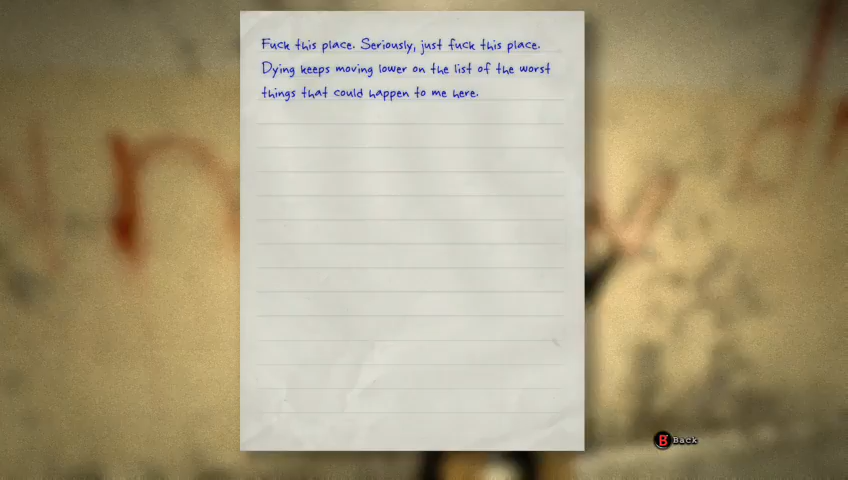 Fuck this place. Seriously, just fuck this place.
Dying keeps moving lower on the list of the worst
things that could happen to me here.
B Back